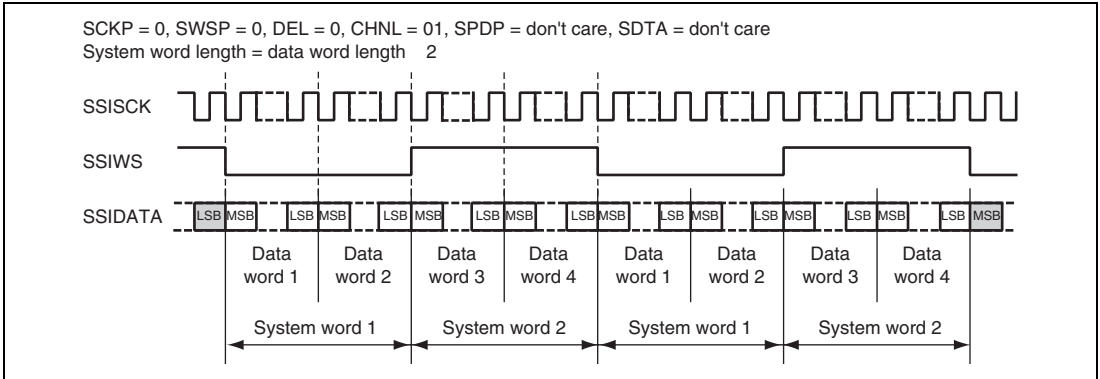 SCKP = 0, SWSP = 0, DEL = 0, CHNL = 01, SPDP = don't care, SDTA = don't care
System word length = data word length 2
SSISCK
SSIWS
SSIDATA LSB MSB LSB MSB LSB MSB LSB MSB LSB MSB LSB MSB LSB MSB LSB MSB LSB MSB
Data Data Data Data Data Data Data Data
word 1 word 2 word 3 word 4 word 1 word 2 word 3 word 4
System word 1 System word 2 System word 1 System word 2